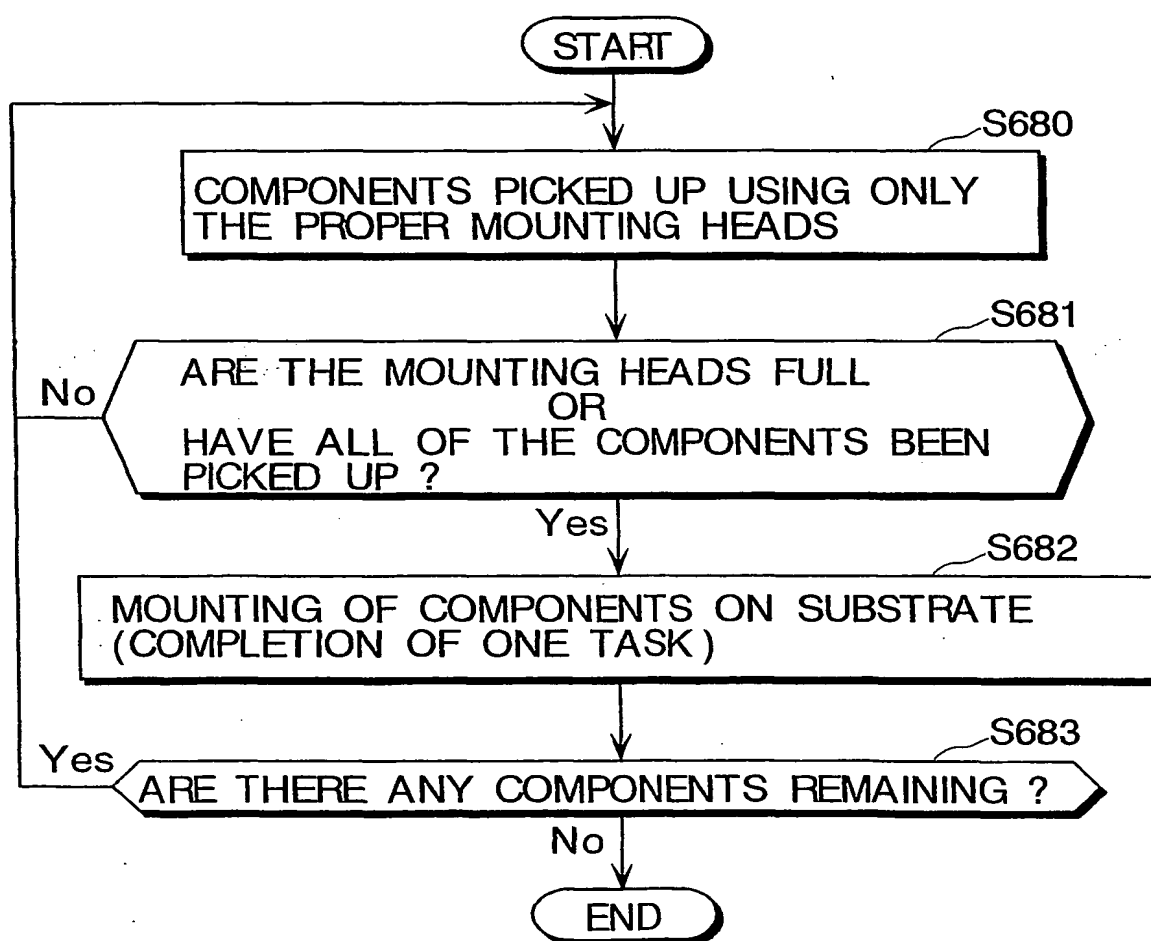 START
S680
COMPONENTS PICKED UP USING ONLY
THE PROPER MOUNTING HEADS
S681
No
ARE THE MOUNTING HEADS FULL
OR
HAVE ALL OF THE COMPONENTS BEEN
PICKED UP ?
Yes
S682
MOUNTING OF COMPONENTS ON SUBSTRATE
(COMPLETION OF ONE TASK)
S683
Yes
ARE THERE ANY COMPONENTS REMAINING ?
No
END